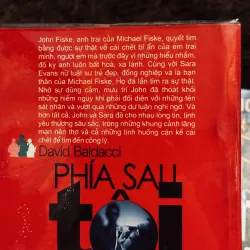 John Fiske, anh trai của Michael Fiske, quyết tìm
bằng được sự thật về cái chết bí ẩn của em trai
mình, người em mà trước đây vì những hiểu nhầm,
đố kỵ anh luôn bất hoà, xa lánh. Cùng với Sara
Evans nữ luật sư trẻ đẹp, đồng nghiệp và là bạn
thân của Michael, John Fiske đã lần tìm ra sự thật.
Nhờ sự dũng cảm, mưu trí John đã thoát khỏi
những niềm nguy khi phải đối diện với những tên
sát nhân và vượt qua những dư luận nghi ngờ. Và
hơn tất cả, John và Sara đã cho nhau lòng tin, tình
yêu thương sâu sắc, trong những khung cảnh lãng
mạn nên thơ và cả những tình huống cận kề cái
chết để tìm đến công lý.
David Baldacci
PHÍA SAU
tội